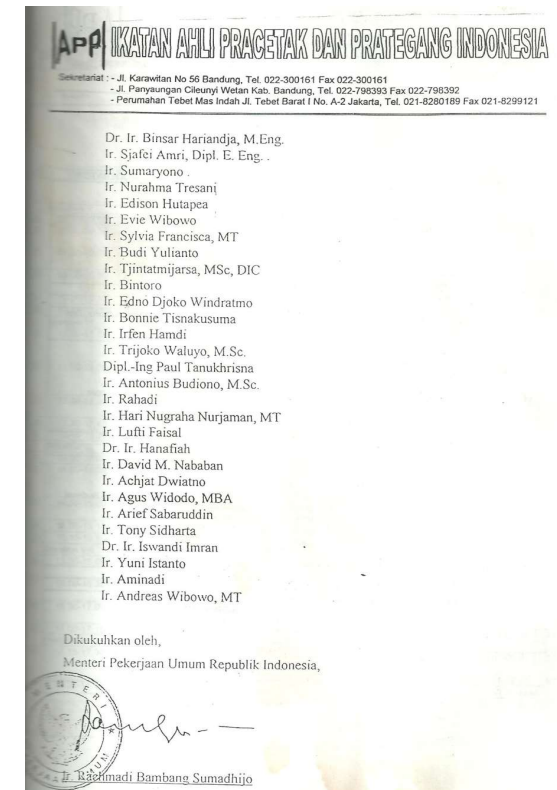 APP IKATAN AHLI PRACETAK DAN PRATEGANG INDONESIA
Sekretariat : - Jl. Karawitan No 56 Bandung, Tel. 022-300161 Fax 022-300161
- Jl. Panyaungan Cileunyi Wetan Kab. Bandung, Tel. 022-798393 Fax 022-798392
- Perumahan Tebet Mas Indah Jl. Tebet Barat I No. A-2 Jakarta, Tel. 021-8280189 Fax 021-8299121
Dr. Ir. Binsar Hariandja, M.Eng.
Ir. Sjafei Amri, Dipl. E. Eng. .
Ir. Sumaryono .
Ir. Nurahma Tresani
Ir. Edison Hutapea
Ir. Evie Wibowo
Ir. Sylvia Francisca, MT
Ir. Budi Yulianto
Ir. Tjintatmijarsa, MSc, DIC
Ir. Bintoro
Ir. Edno Djoko Windratmo
Ir. Bonnie Tisnakusuma
Ir. Irfen Hamdi
Ir. Trijoko Waluyo, M.Sc.
Dipl.-Ing Paul Tanukhrisna
Ir. Antonius Budiono, M.Sc.
Ir. Rahadi
Ir. Hari Nugraha Nurjaman, MT
Ir. Lufti Faisal
Dr. Ir. Hanafiah
Ir. David M. Nababan
Ir. Achjat Dwiatno
Ir. Agus Widodo, MBA
Ir. Arief Sabaruddin
Ir. Tony Sidharta
Dr. Ir. Iswandi Imran
Ir. Yuni Istanto
Ir. Aminadi
Ir. Andreas Wibowo, MT
Dikukuhkan oleh,
Menteri Pekerjaan Umum Republik Indonesia,
MENTERI
UMUM
Ir. Rachmadi Bambang Sumadhijo